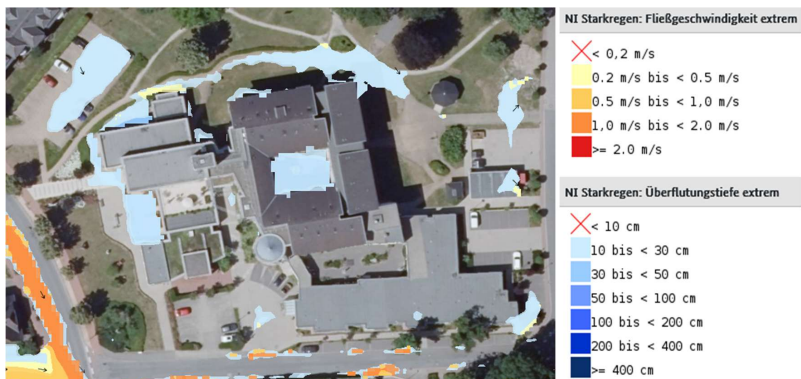 NI Starkregen: Fließgeschwindigkeit extrem
< 0,2 m/s
0.2 m/s bis < 0.5 m/s
0.5 m/s bis < 1,0 m/s
1,0 m/s bis < 2.0 m/s
>= 2.0 m/s
NI Starkregen: Überflutungstiefe extrem
< 10 cm
10 bis < 30 cm
30 bis < 50 cm
50 bis < 100 cm
100 bis < 200 cm
200 bis < 400 cm
>= 400 cm